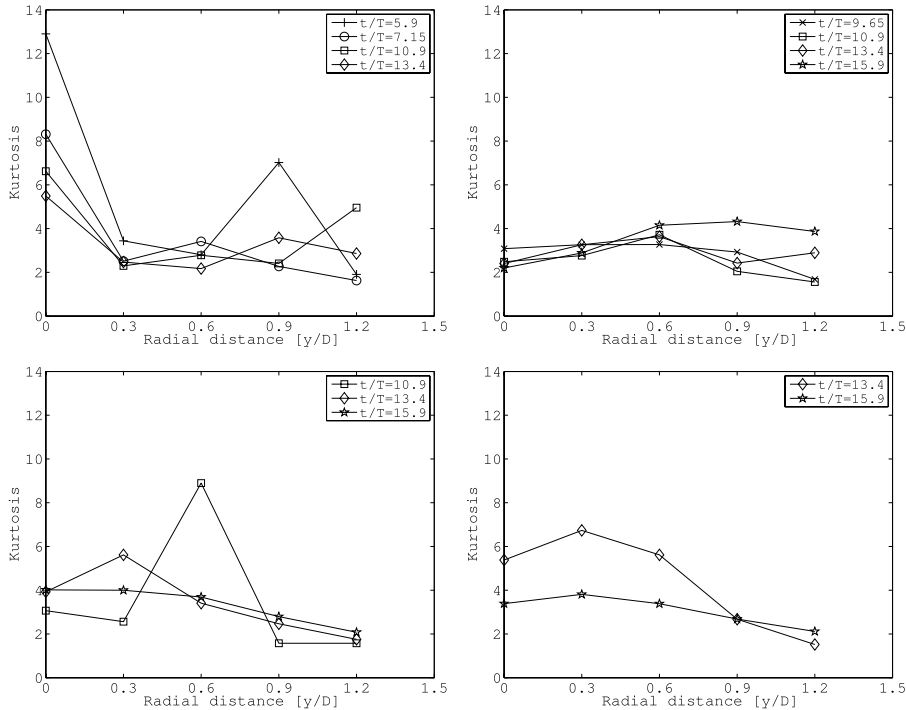 14
12
10
8
6
4
2
0
Kurtosis
t/T=5.9
t/T=7.15
t/T=10.9
t/T=13.4
0 0.3 0.6 0.9 1.2 1.5
Radial distance [y/D]
14
12
10
8
6
4
2
0
Kurtosis
t/T=9.65
t/T=10.9
t/T=13.4
t/T=15.9
0 0.3 0.6 0.9 1.2 1.5
Radial distance [y/D]
14
12
10
8
6
4
2
0
Kurtosis
t/T=10.9
t/T=13.4
t/T=15.9
0 0.3 0.6 0.9 1.2 1.5
Radial distance [y/D]
14
12
10
8
6
4
2
0
Kurtosis
t/T=13.4
t/T=15.9
0 0.3 0.6 0.9 1.2 1.5
Radial distance [y/D]